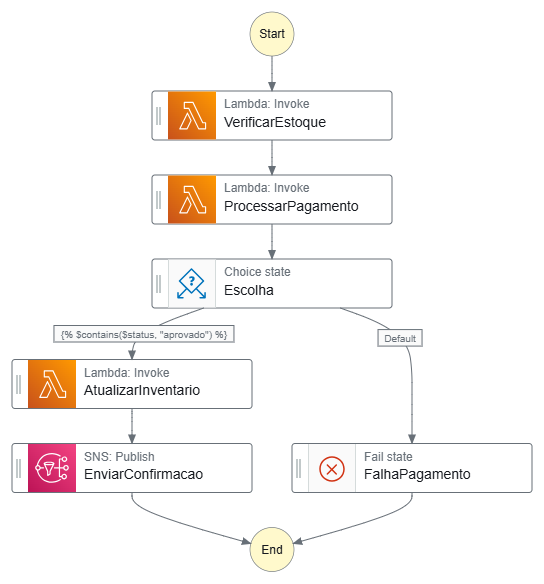 Start
Lambda: Invoke
VerificarEstoque
Lambda: Invoke
ProcessarPagamento
?
Choice state
Escolha
{% $contains($status, "aprovado") %}
Default
Lambda: Invoke
AtualizarInventario
SNS: Publish
EnviarConfirmacao
Fail state
FalhaPagamento
End